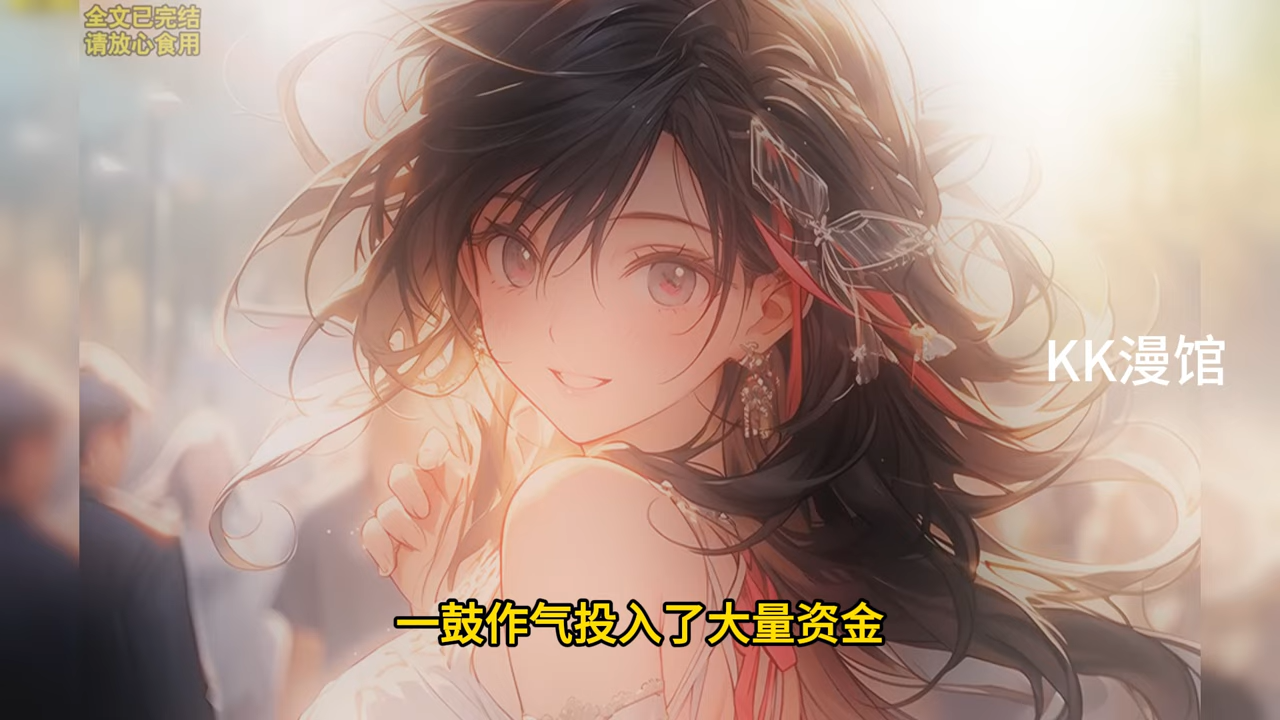 全文已完结
请放心食用
KK漫馆
一鼓作气投入了大量资金